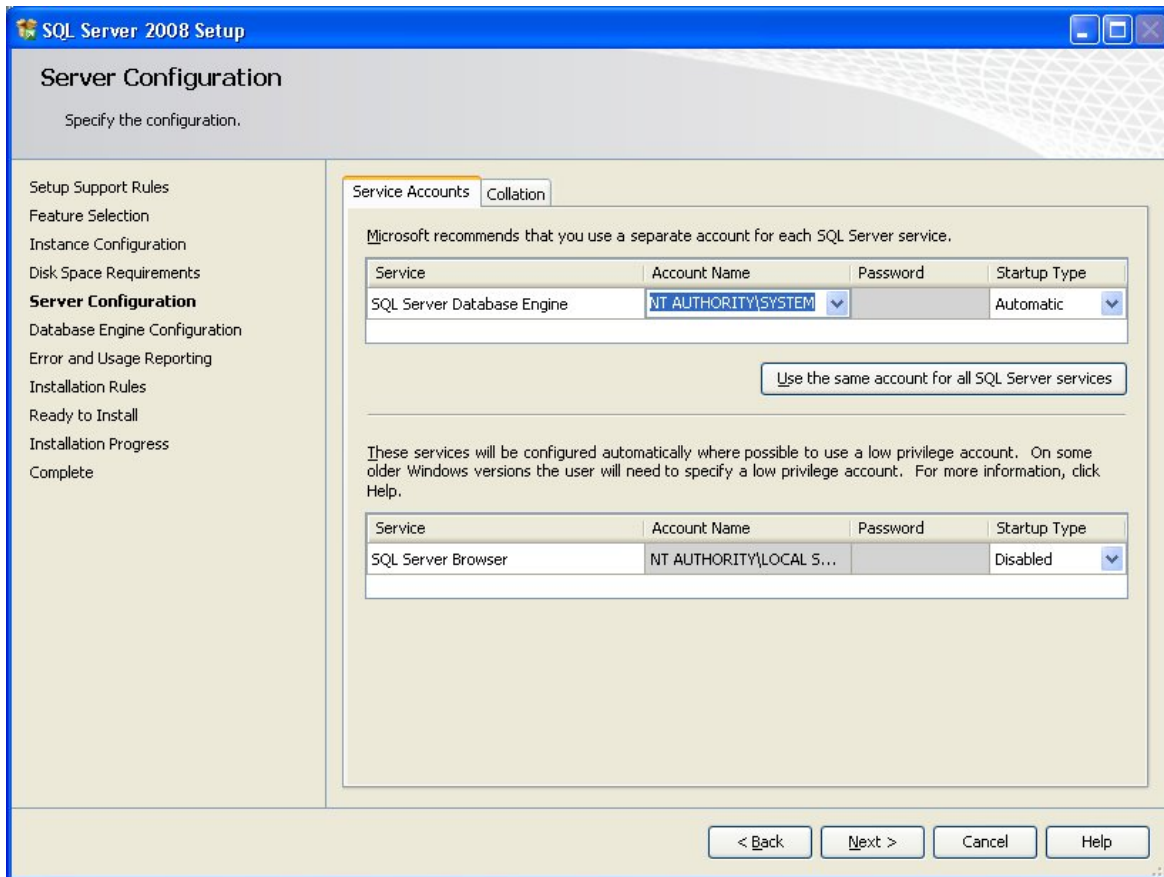 SQL Server 2008 Setup
Server Configuration
Specify the configuration.
Setup Support Rules
Feature Selection
Instance Configuration
Disk Space Requirements
Server Configuration
Database Engine Configuration
Error and Usage Reporting
Installation Rules
Ready to Install
Installation Progress
Complete
Service Accounts Collation
Microsoft recommends that you use a separate account for each SQL Server service.
Service Account Name Password Startup Type
SQL Server Database Engine NT AUTHORITY\SYSTEM Automatic
Use the same account for all SQL Server services
These services will be configured automatically where possible to use a low privilege account. On some
older Windows versions the user will need to specify a low privilege account. For more information, click
Help.
Service Account Name Password Startup Type
SQL Server Browser NT AUTHORITY\LOCAL S... Disabled
< Back Next > Cancel Help